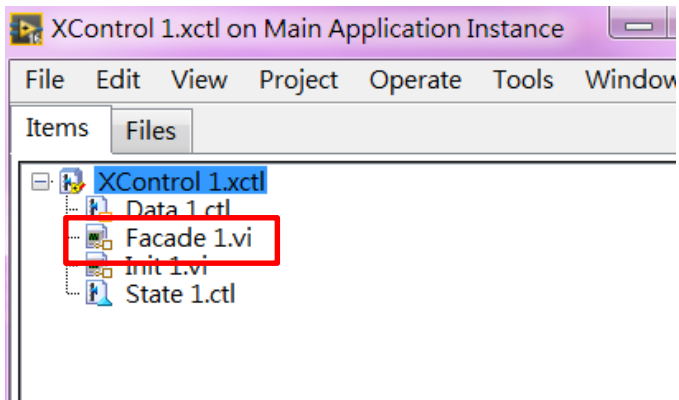 XControl 1.xctl on Main Application Instance
File Edit View Project Operate Tools Window
Items Files
XControl 1.xctl
Data 1.ctl
Facade 1.vi
Init 1.vi
State 1.ctl